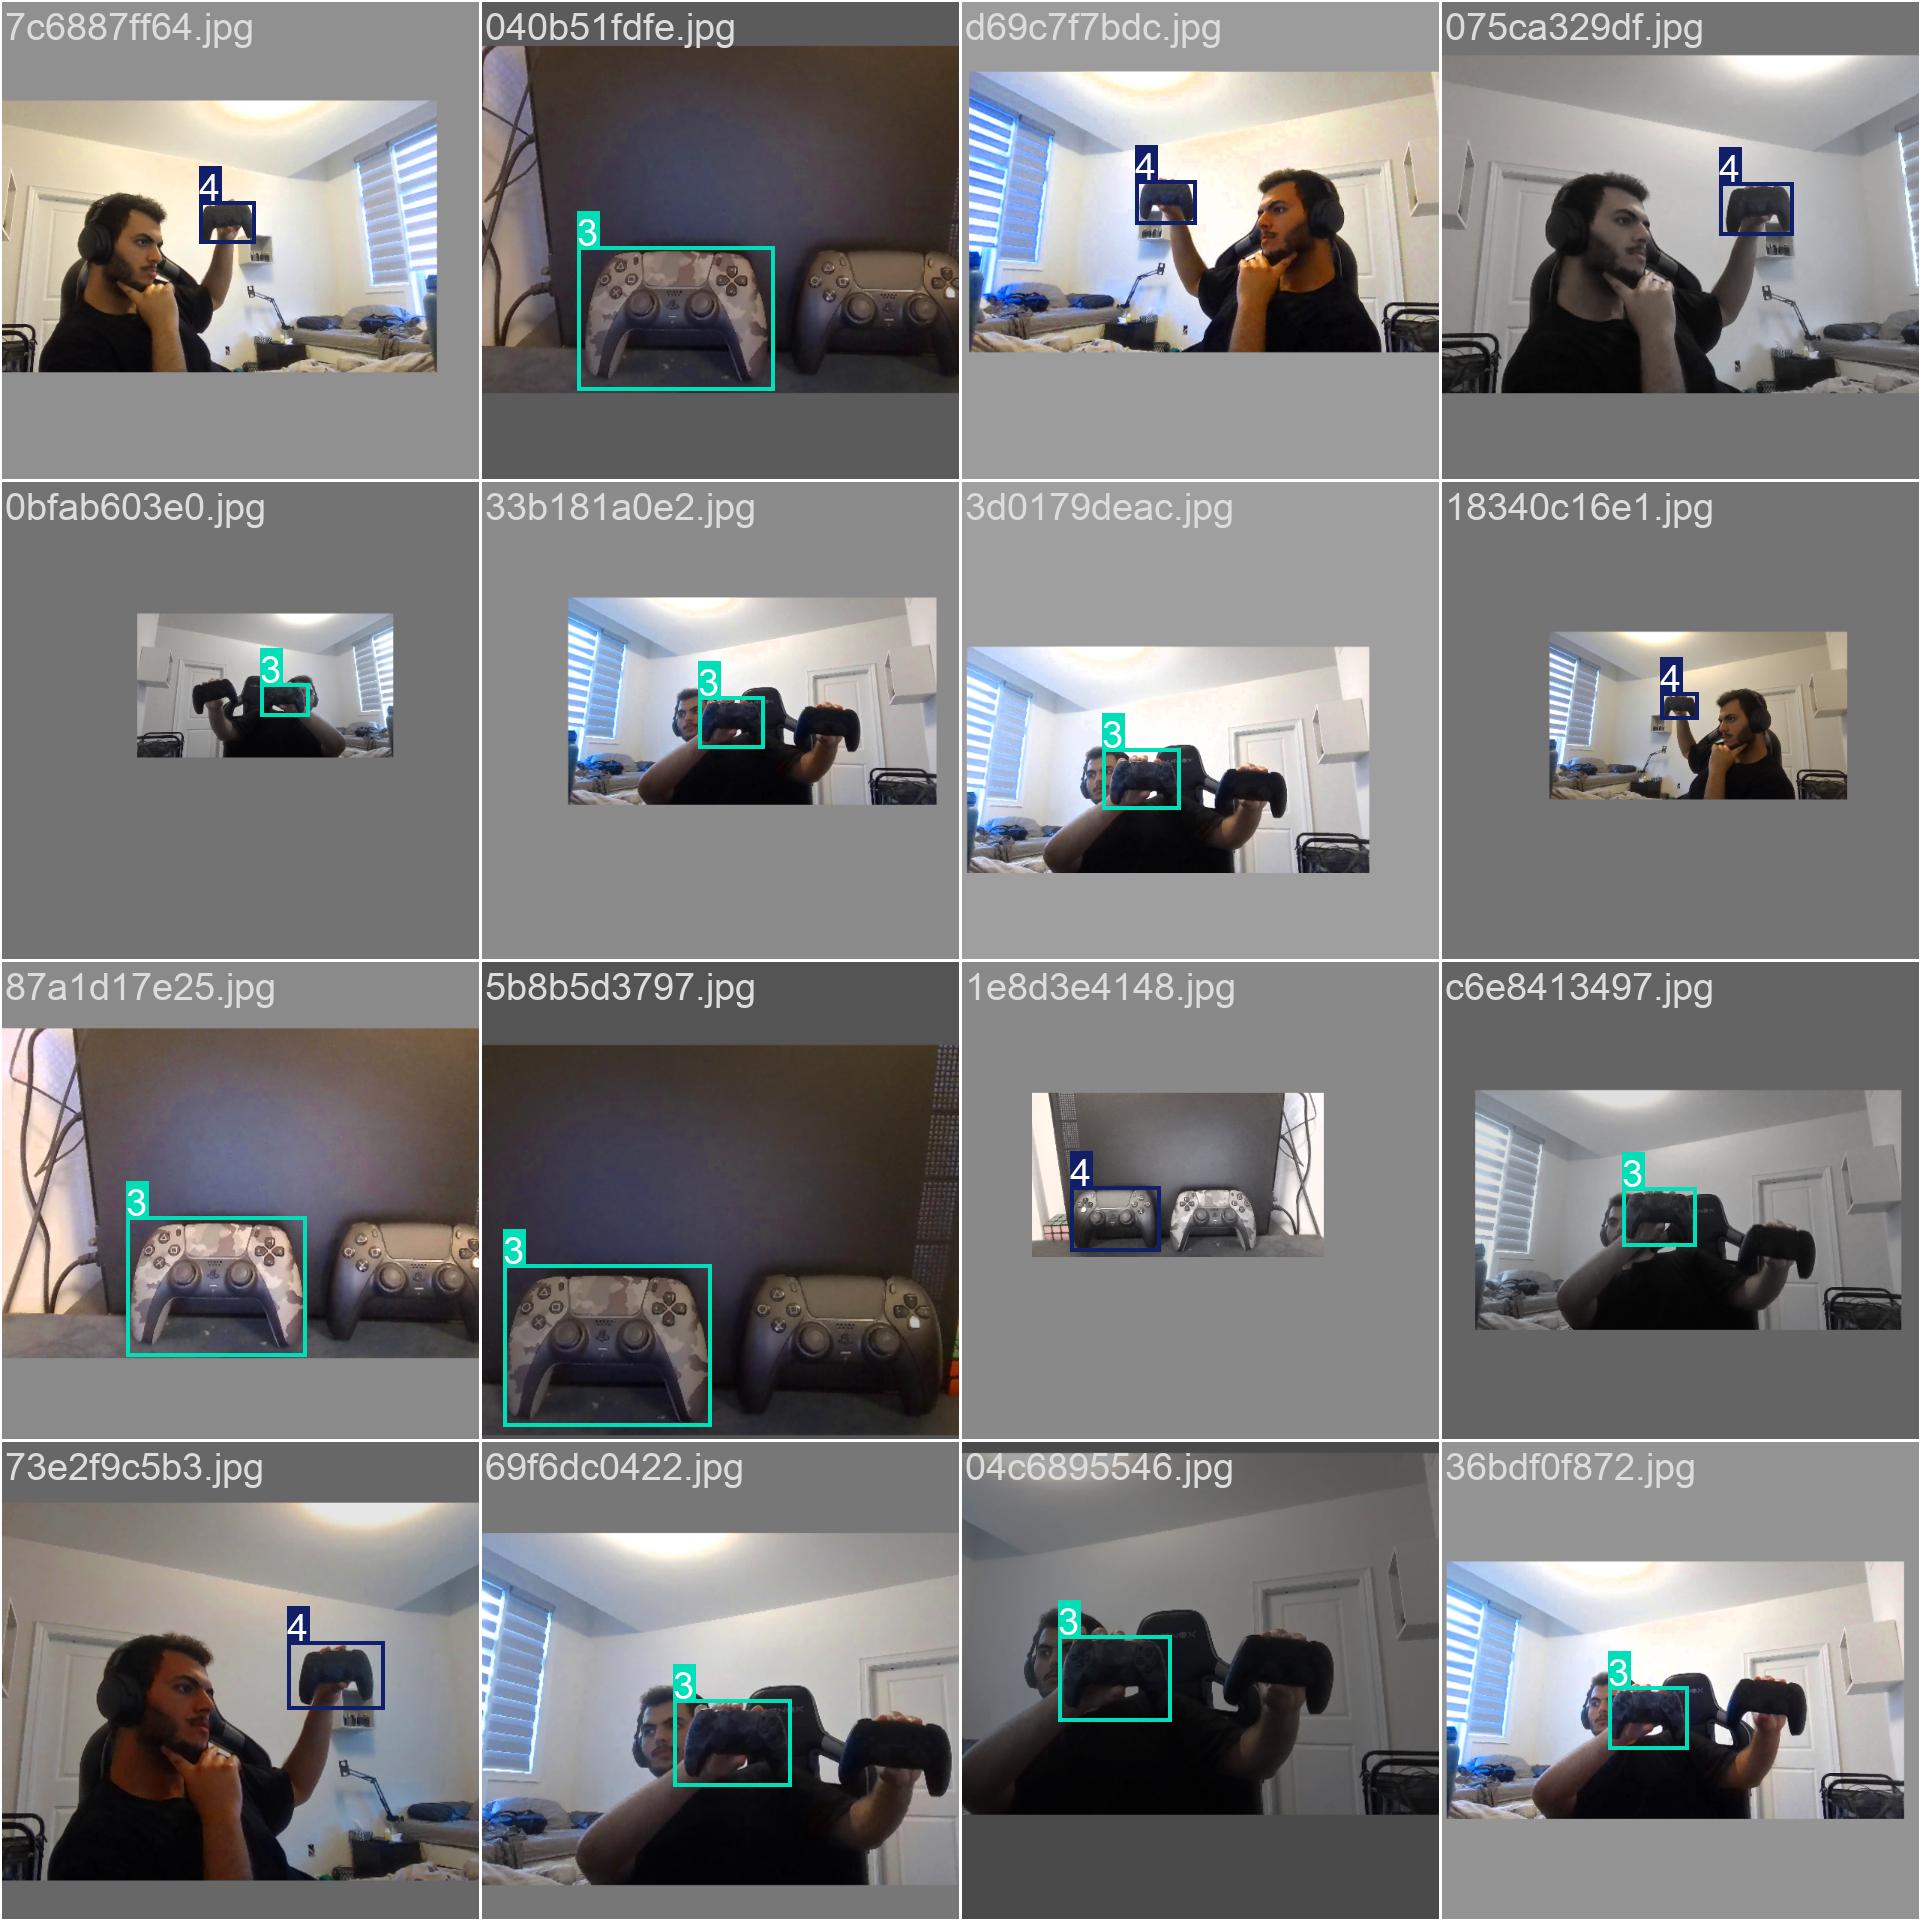 7c6887ff64.jpg
040b51fdfe.jpg
d69c7f7bdc.jpg
075ca329df.jpg
4
3
4
4
0bfab603e0.jpg
33b181a0e2.jpg
3d0179deac.jpg
18340c16e1.jpg
3
3
3
4
87a1d17e25.jpg
5b8b5d3797.jpg
1e8d3e4148.jpg
c6e8413497.jpg
3
3
4
3
73e2f9c5b3.jpg
69f6dc0422.jpg
04c6895546.jpg
36bdf0f872.jpg
4
3
3
3